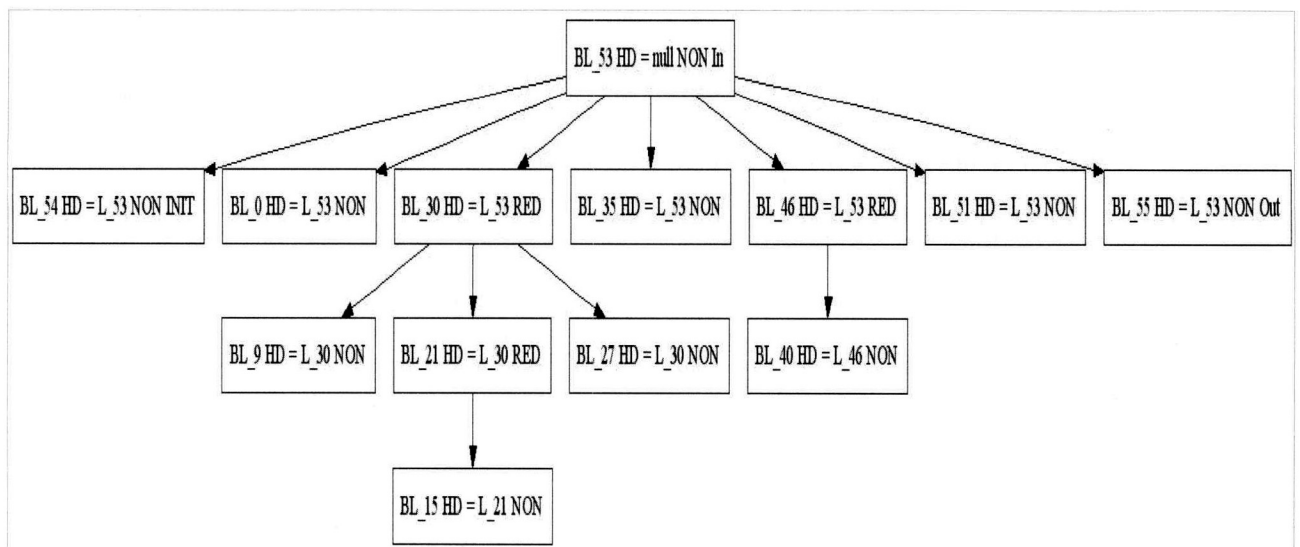 BL_53 HD = null NON In
BL_54 HD = L_53 NON INIT
BL_0 HD = L_53 NON
BL_30 HD = L_53 RED
BL_35 HD = L_53 NON
BL_46 HD = L_53 RED
BL_51 HD = L_53 NON
BL_55 HD = L_53 NON Out
BL_9 HD = L_30 NON
BL_21 HD = L_30 RED
BL_27 HD = L_30 NON
BL_40 HD = L_46 NON
BL_15 HD = L_21 NON